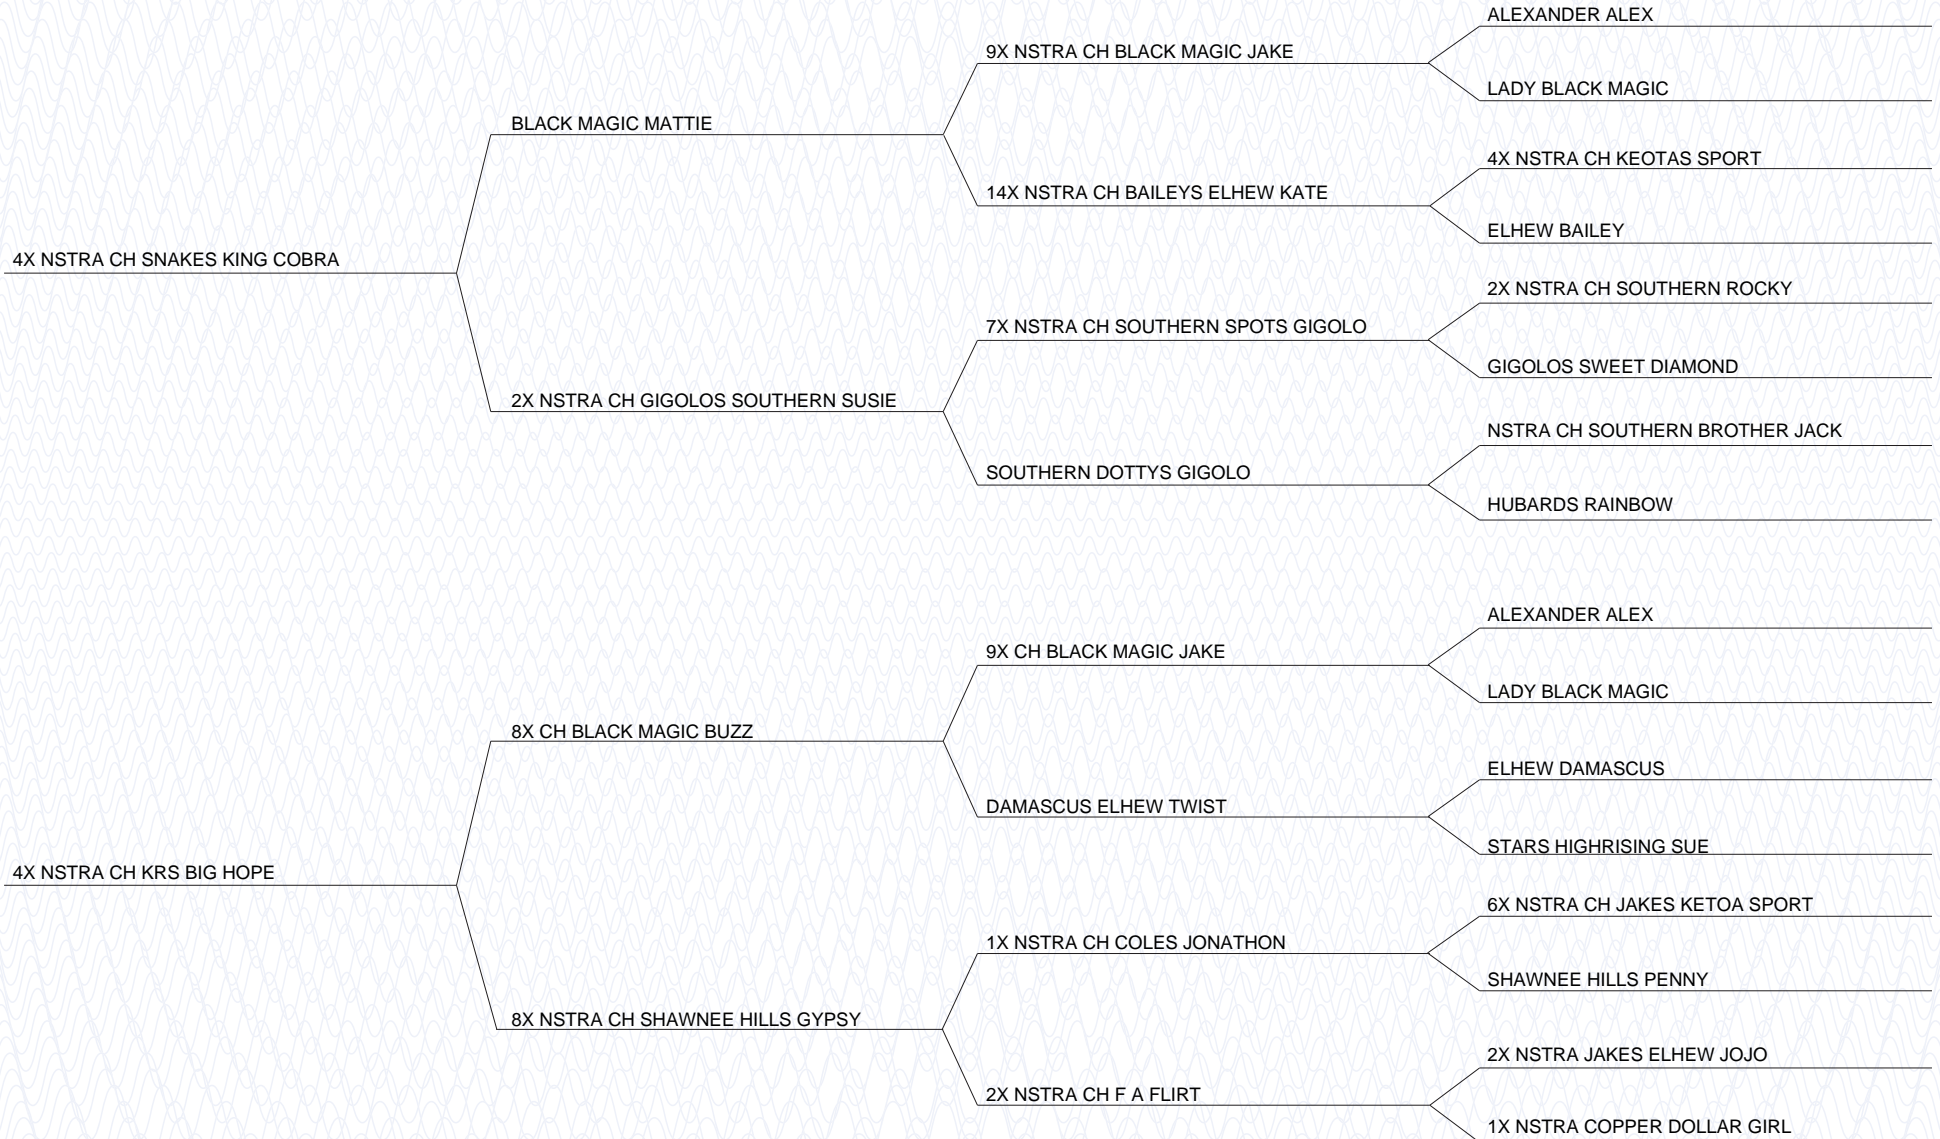 ALEXANDER ALEX
9X NSTRA CH BLACK MAGIC JAKE
LADY BLACK MAGIC
BLACK MAGIC MATTIE
4X NSTRA CH KEOTAS SPORT
14X NSTRA CH BAILEYS ELHEW KATE
ELHEW BAILEY
4X NSTRA CH SNAKES KING COBRA
2X NSTRA CH SOUTHERN ROCKY
7X NSTRA CH SOUTHERN SPOTS GIGOLO
GIGOLOS SWEET DIAMOND
2X NSTRA CH GIGOLOS SOUTHERN SUSIE
NSTRA CH SOUTHERN BROTHER JACK
SOUTHERN DOTTYS GIGOLO
HUBARDS RAINBOW
ALEXANDER ALEX
9X CH BLACK MAGIC JAKE
LADY BLACK MAGIC
8X CH BLACK MAGIC BUZZ
ELHEW DAMASCUS
DAMASCUS ELHEW TWIST
STARS HIGHRISING SUE
4X NSTRA CH KRS BIG HOPE
6X NSTRA CH JAKES KETOA SPORT
1X NSTRA CH COLES JONATHON
SHAWNEE HILLS PENNY
8X NSTRA CH SHAWNEE HILLS GYPSY
2X NSTRA JAKES ELHEW JOJO
2X NSTRA CH F A FLIRT
1X NSTRA COPPER DOLLAR GIRL